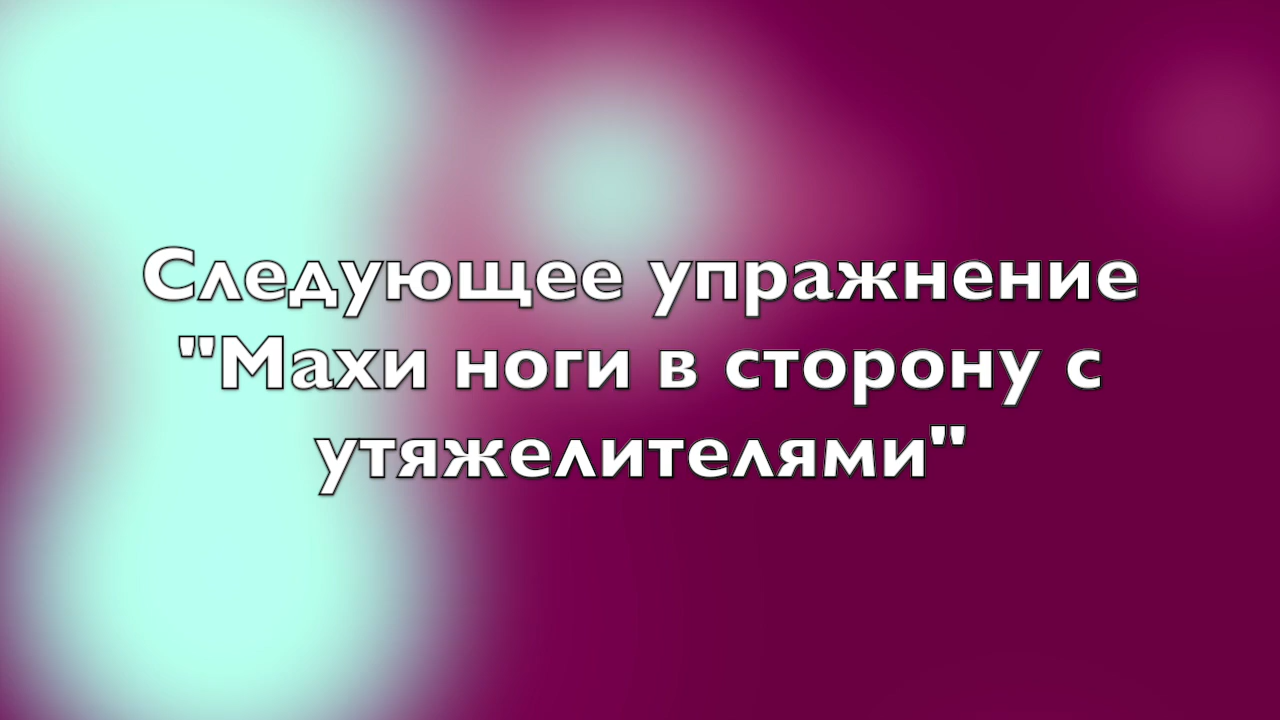 Следующее упражнение
"Махи ноги в сторону с
утяжелителями"